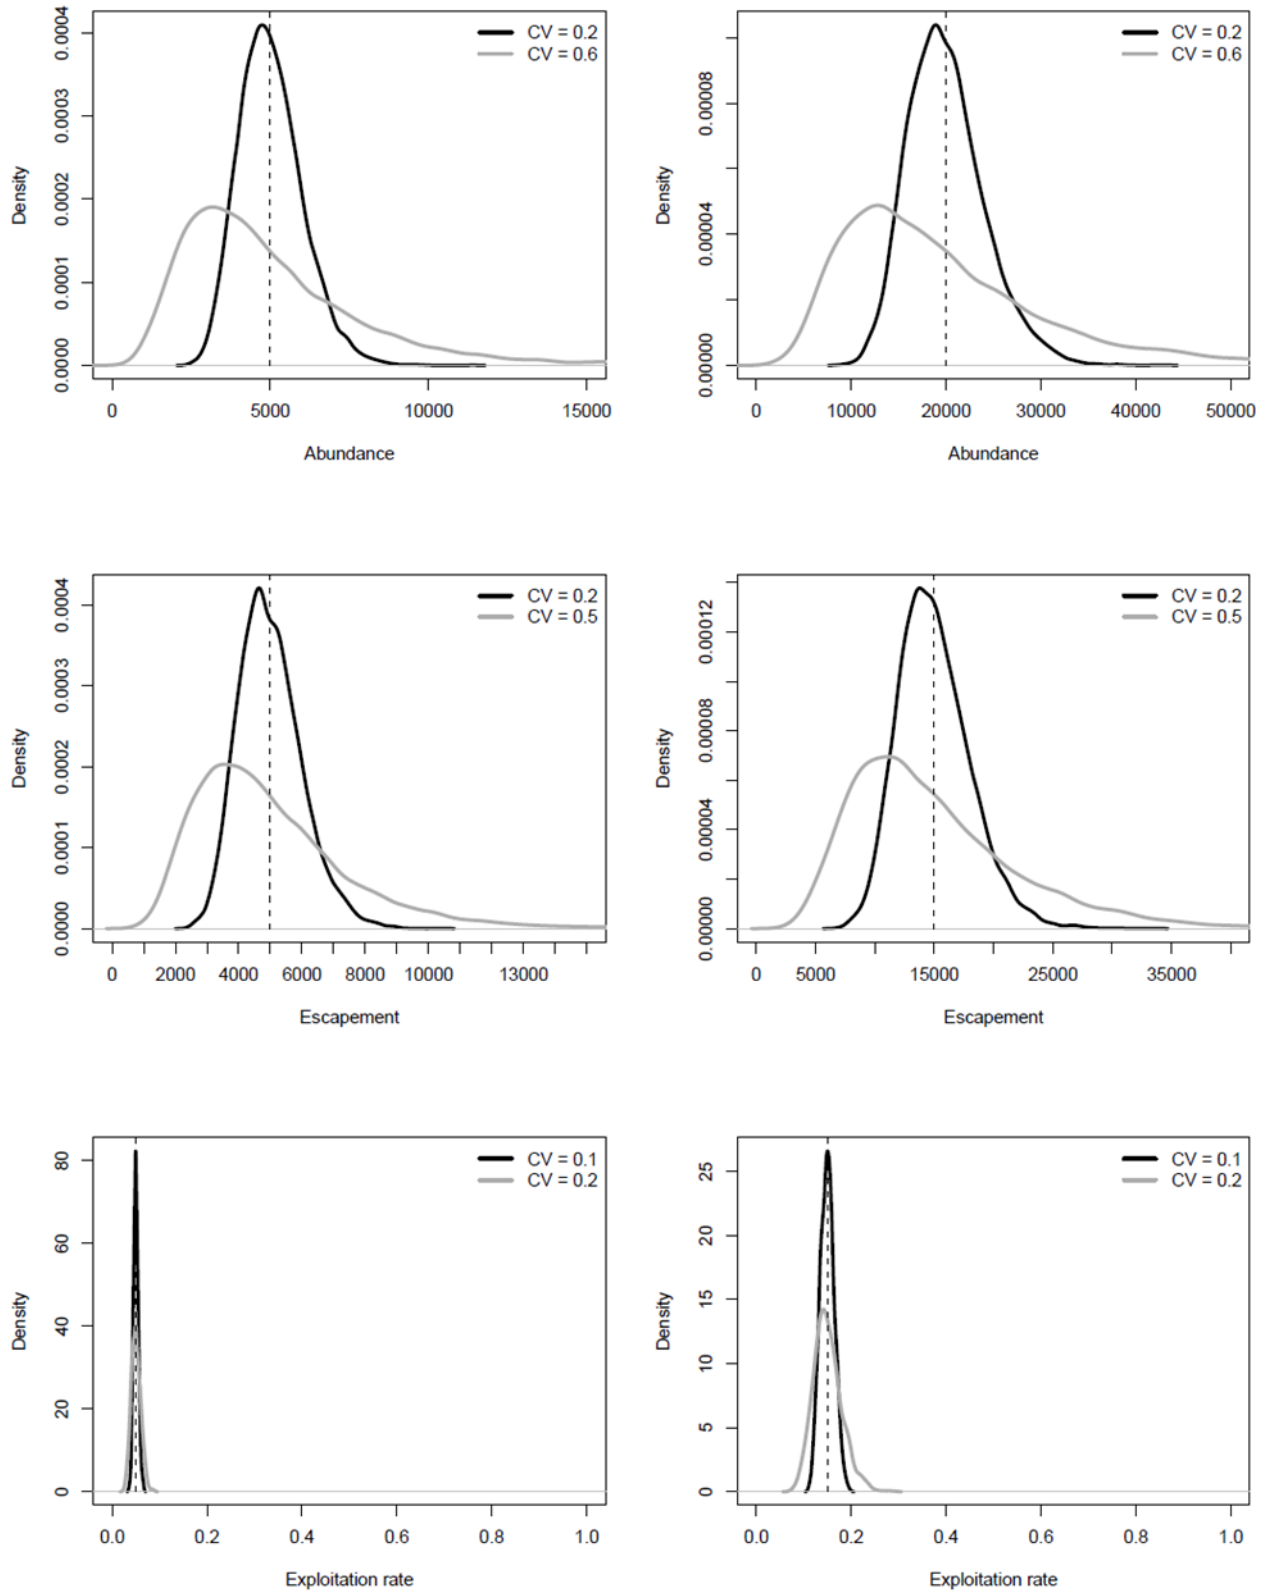 CV = 0.2
CV = 0.6
Density
0.0000 0.0001 0.0002 0.0003 0.0004
0 5000 10000 15000
Abundance
CV = 0.2
CV = 0.6
Density
0.00000 0.00004 0.00008
0 10000 20000 30000 40000 50000
Abundance
CV = 0.2
CV = 0.5
Density
0.0000 0.0001 0.0002 0.0003 0.0004
0 2000 4000 6000 8000 10000 13000
Escapement
CV = 0.2
CV = 0.5
Density
0.00000 0.00004 0.00008 0.00012
0 5000 15000 25000 35000
Escapement
CV = 0.1
CV = 0.2
Density
0 20 40 60 80
0.0 0.2 0.4 0.6 0.8 1.0
Exploitation rate
CV = 0.1
CV = 0.2
Density
0 5 10 15 20 25
0.0 0.2 0.4 0.6 0.8 1.0
Exploitation rate